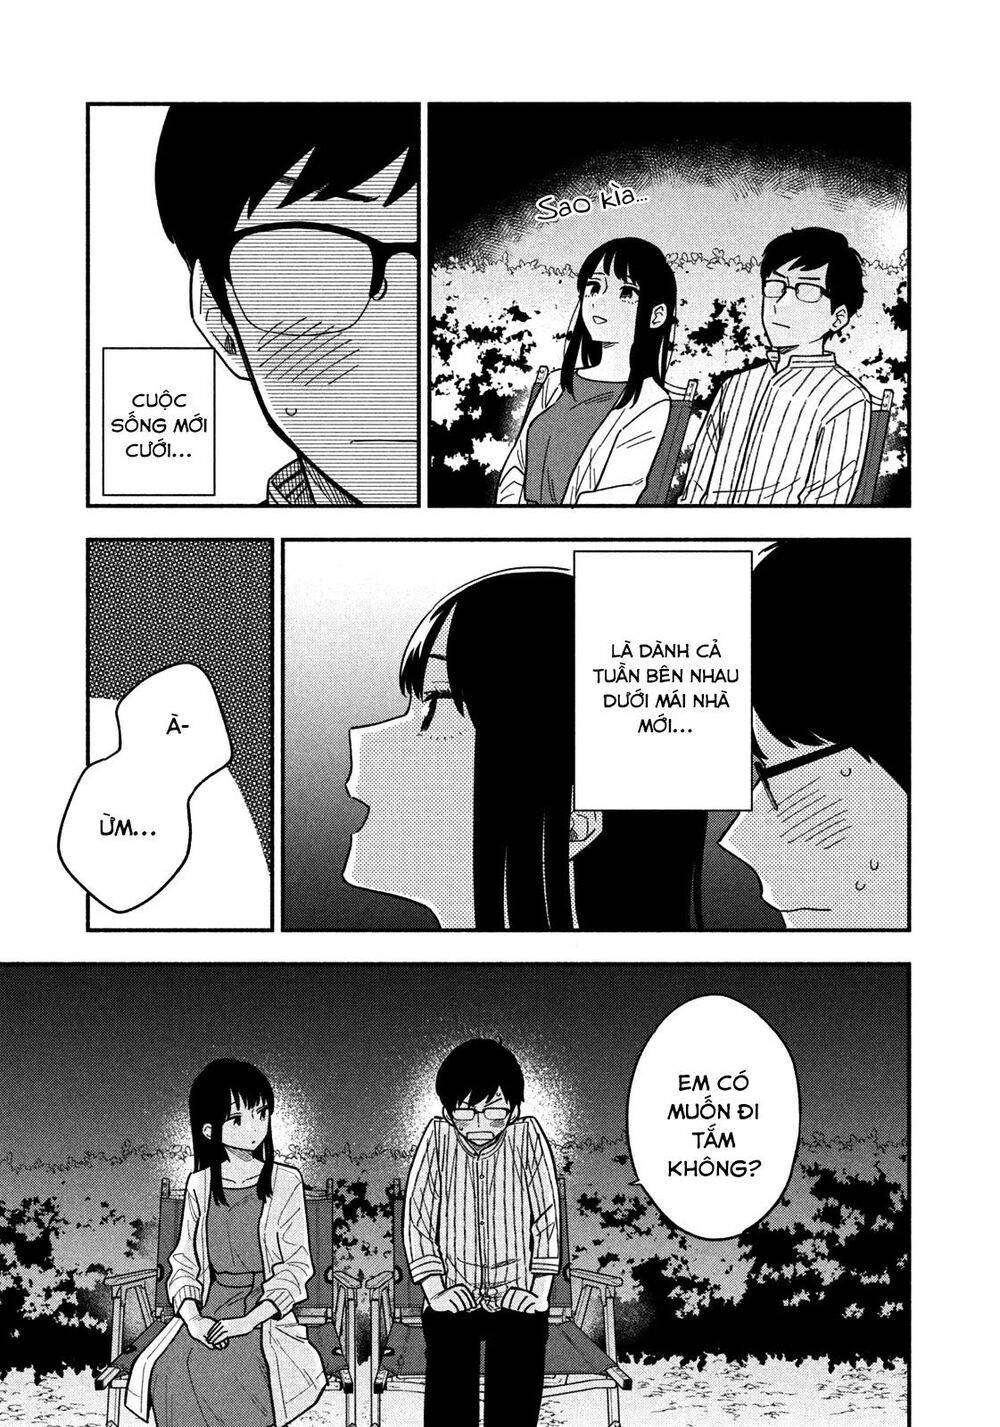 Sao kìa...
CUỘC
SỐNG MỚI
CƯỚI...
LÀ DÀNH CẢ
TUẦN BÊN NHAU
DƯỚI MÁI NHÀ
MỚI...
À-
ỪM...
EM CÓ
MUỐN ĐI
TẮM
KHÔNG?